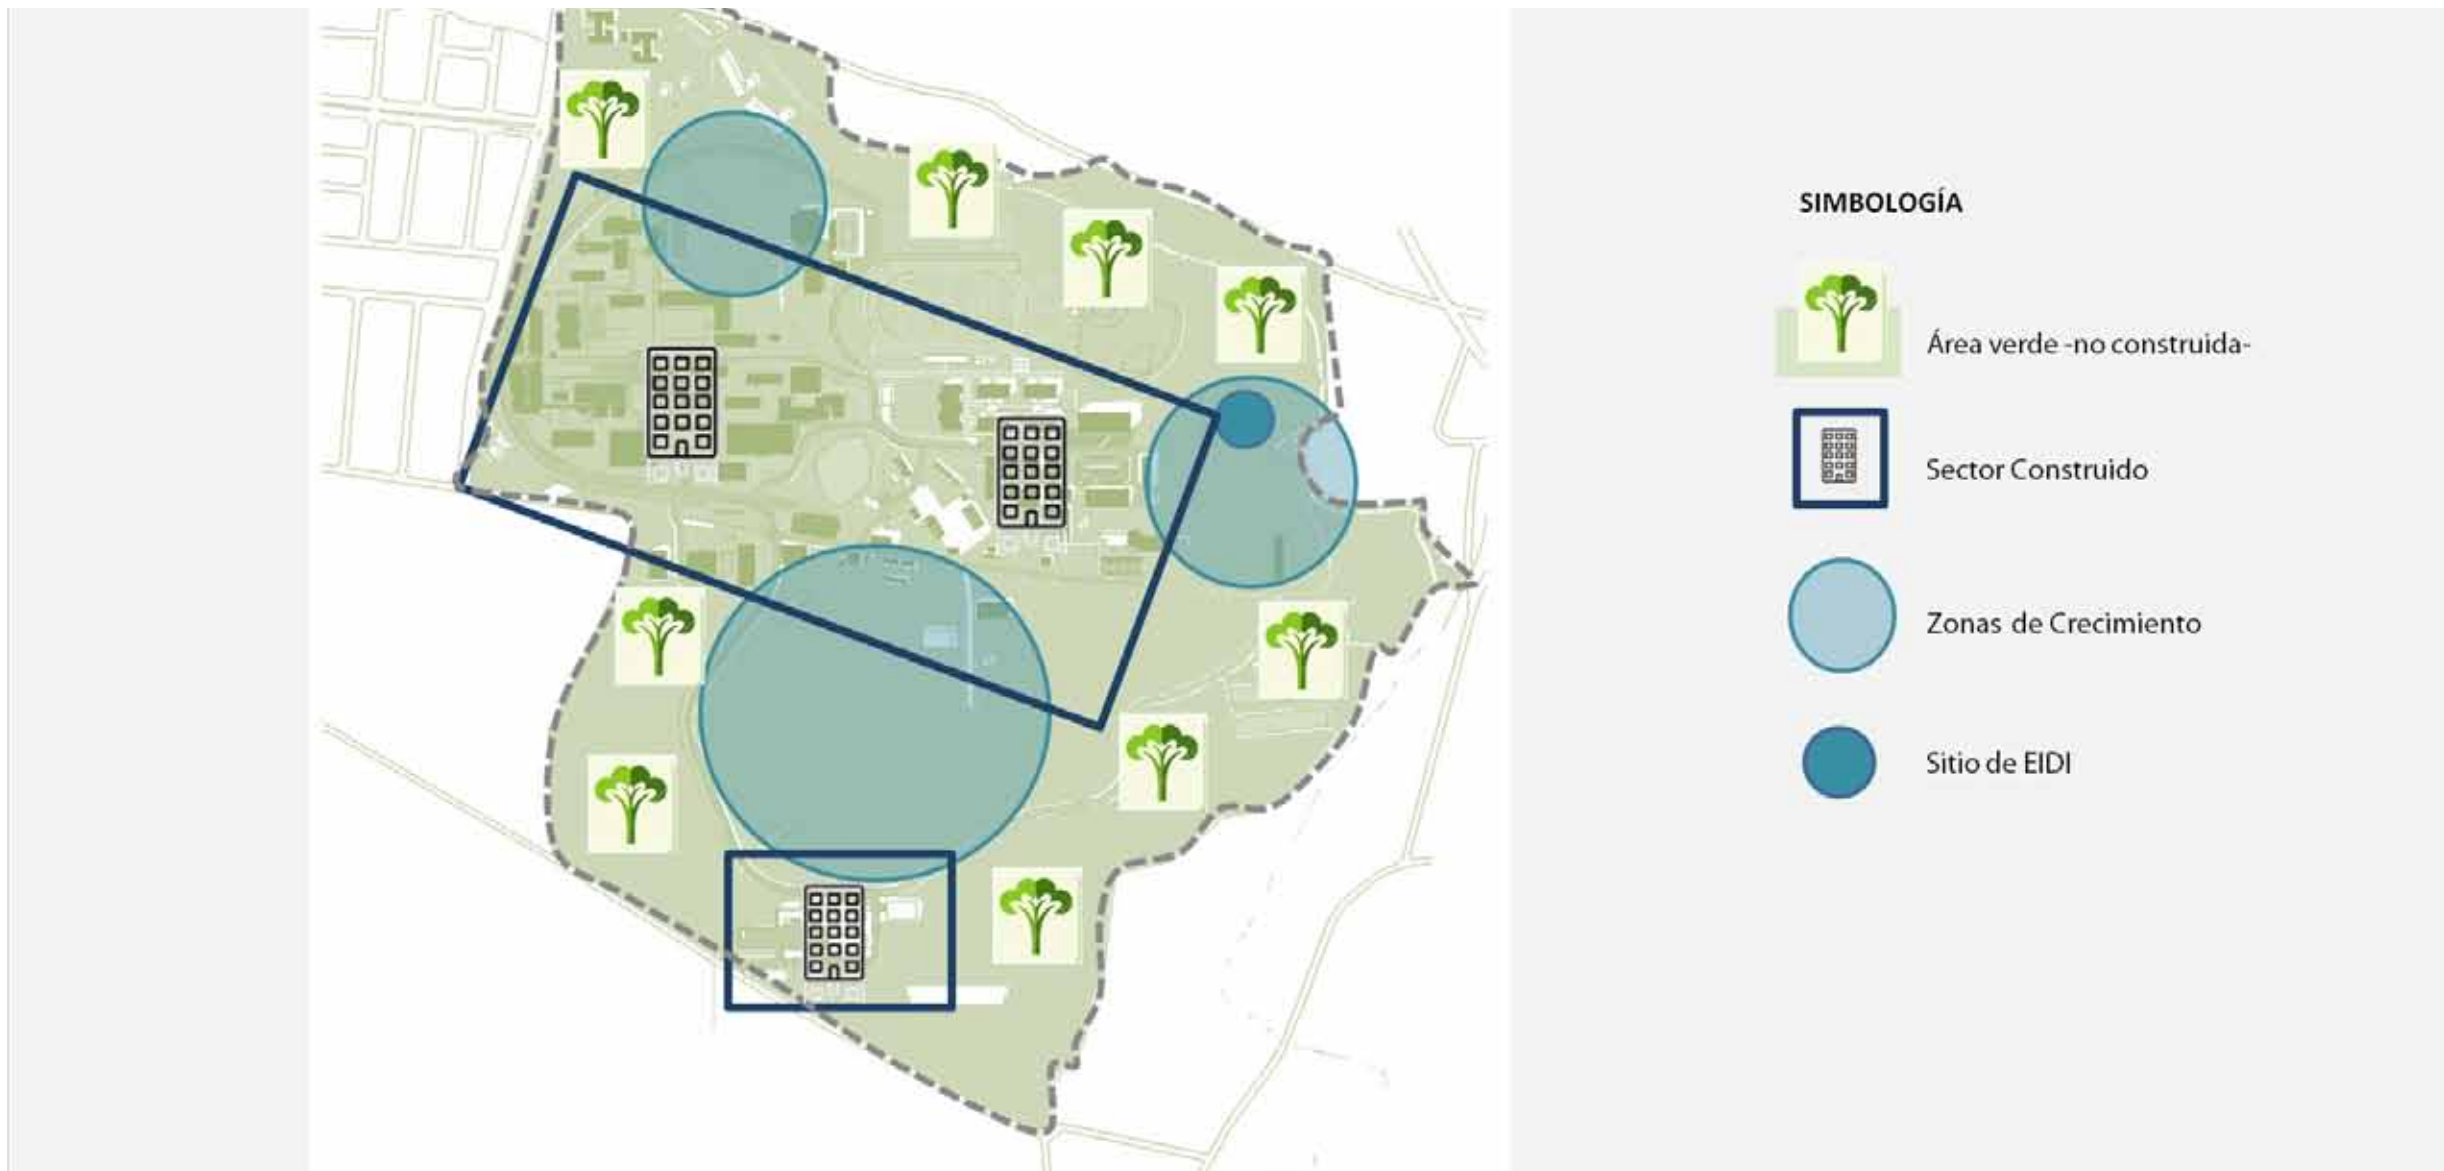 SIMBOLOGÍA
Área verde -no construida-
Sector Construido
Zonas de Crecimiento
Sitio de EIDI